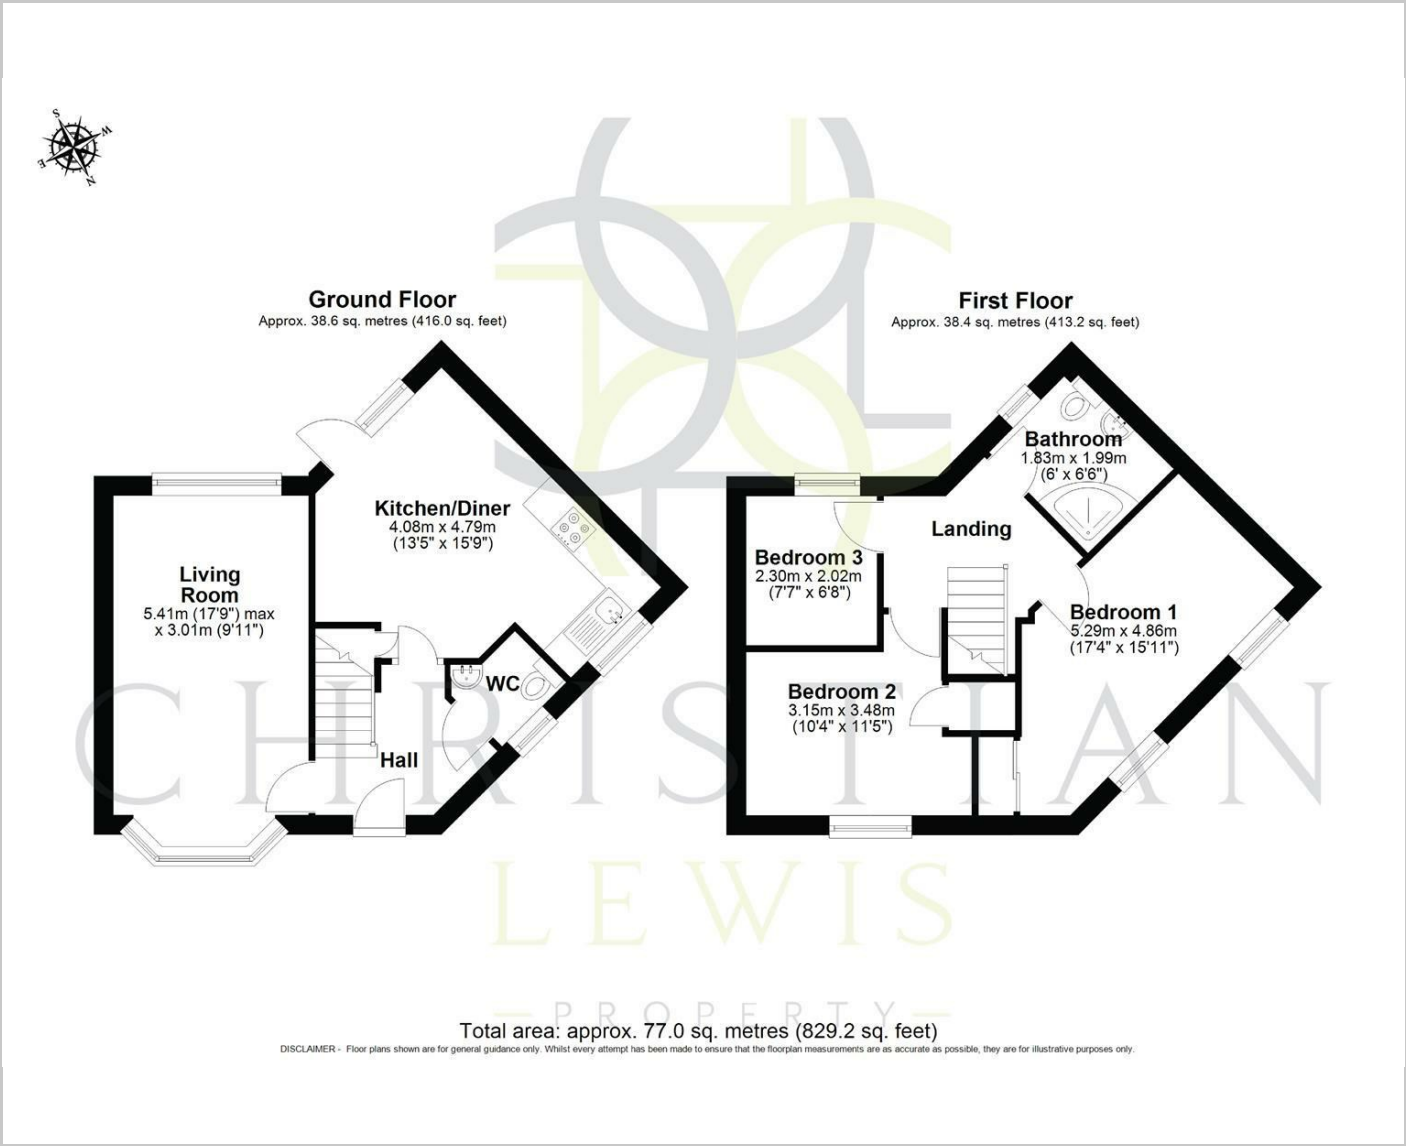 S
W
E
N
Ground Floor
Approx. 38.6 sq. metres (416.0 sq. feet)
Kitchen/Diner
4.08m x 4.79m
(13'5" x 15'9")
Living
Room
5.41m (17'9") max
x 3.01m (9'11")
WC
Hall
First Floor
Approx. 38.4 sq. metres (413.2 sq. feet)
Bathroom
1.83m x 1.99m
(6' x 6'6")
Landing
Bedroom 3
2.30m x 2.02m
(7'7" x 6'8")
Bedroom 1
5.29m x 4.86m
(17'4" x 15'11")
Bedroom 2
3.15m x 3.48m
(10'4" x 11'5")
CHRISTIAN
LEWIS
PROPERTY
Total area: approx. 77.0 sq. metres (829.2 sq. feet)
DISCLAIMER - Floor plans shown are for general guidance only. Whilst every attempt has been made to ensure that the floorplan measurements are as accurate as possible, they are for illustrative purposes only.